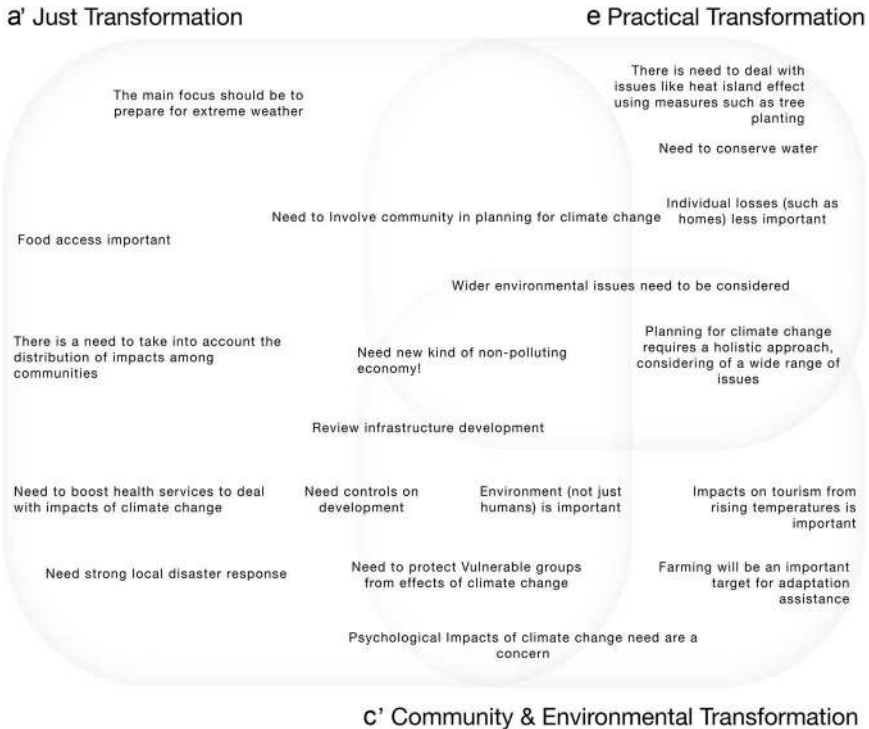 a’ Just Transformation
e Practical Transformation
The main focus should be to
prepare for extreme weather
There is need to deal with
issues like heat island effect
using measures such as tree
planting
Need to conserve water
Individual losses (such as
homes) less important
Need to Involve community in planning for climate change
Food access important
Wider environmental issues need to be considered
There is a need to take into account the
distribution of impacts among
communities
Need new kind of non-polluting
economy!
Planning for climate change
requires a holistic approach,
considering of a wide range of
issues
Review infrastructure development
Need to boost health services to deal
with impacts of climate change
Need controls on
development
Environment (not just
humans) is important
Impacts on tourism from
rising temperatures is
important
Need strong local disaster response
Need to protect Vulnerable groups
from effects of climate change
Farming will be an important
target for adaptation
assistance
Psychological Impacts of climate change need are a
concern
c’ Community & Environmental Transformation